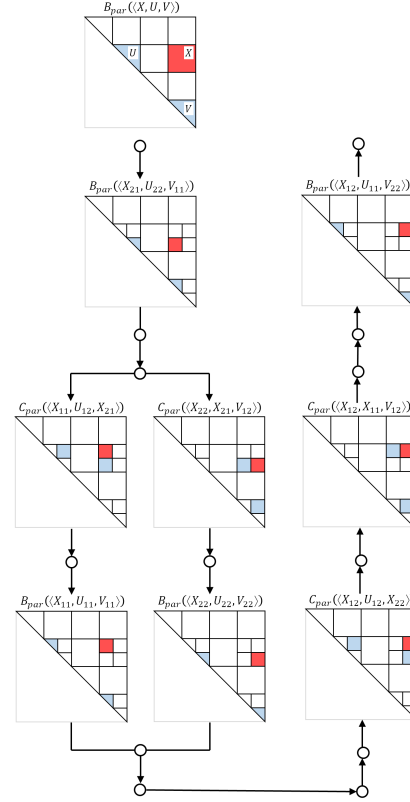 B_par(⟨X, U, V⟩)
U
X
V
B_par(⟨X_21, U_22, V_11⟩)
B_par(⟨X_12, U_11, V_22⟩)
C_par(⟨X_11, U_12, X_21⟩)
C_par(⟨X_22, X_21, V_12⟩)
C_par(⟨X_12, X_11, V_12⟩)
B_par(⟨X_11, U_11, V_11⟩)
B_par(⟨X_22, U_22, V_22⟩)
C_par(⟨X_12, U_12, X_22⟩)